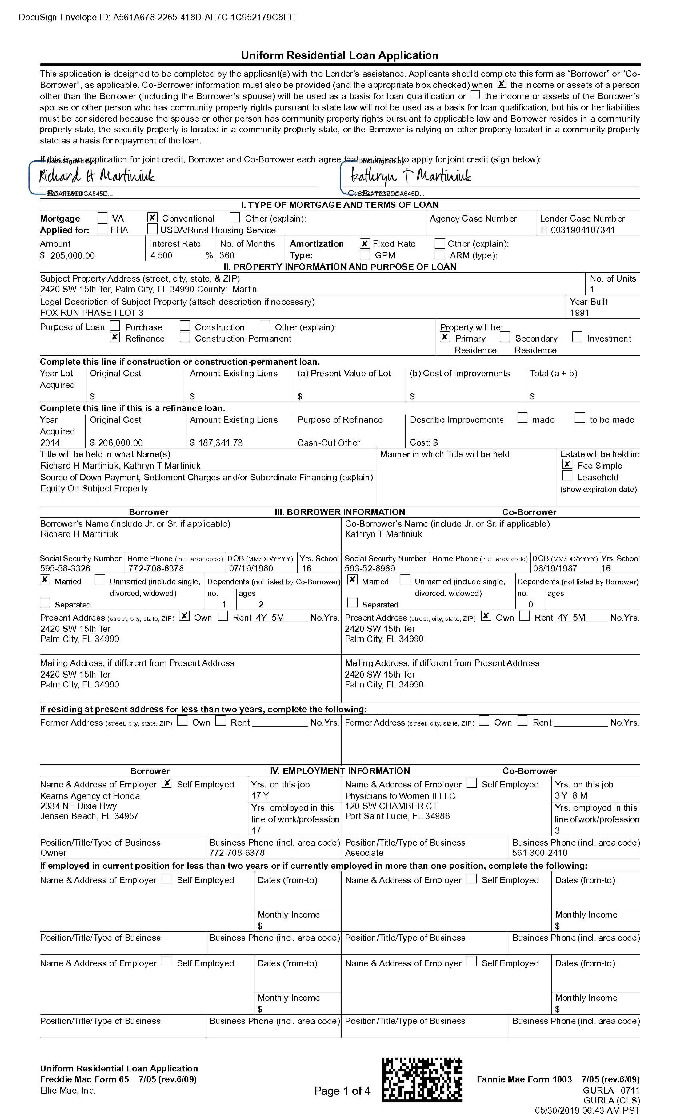 DocuSign Envelope ID:
Uniform Residential Loan Application
This application is designed to be completed by the applicant(s) with the Lender's assistance. Applicants should complete this form as "Borrower" or "Co-
Borrower", as applicable. Co-Borrower information must also be provided (and the appropriate box checked) when the income or assets of a person
other than the Borrower (including the Borrower's spouse) will be used as a basis for loan qualification or the income or assets of the Borrower's
spouse or other person who has community property rights pursuant to state law will not be used as a basis for loan qualification, but his or her liabilities
must be considered because the spouse or other person has community property rights pursuant to applicable law and Borrower resides in a community
property state, the security property is located in a community property state, or the Borrower is relying on other property located in a community property
state as a basis for repayment of the loan.
If this is an application for joint credit, Borrower and Co-Borrower each agree that we intend to apply for joint credit (sign below):
Richard H Martiniuk Kathryn T Martiniuk
I. TYPE OF MORTGAGE AND TERMS OF LOAN
Mortgage VA Conventional Other (explain): Agency Case Number Lender Case Number
Applied for: FHA USDA/Rural Housing Service 0031904107341
Amount Interest Rate No. of Months Amortization Fixed Rate Other (explain):
$ 205,000.00 4.500 % 360 Type: GPM ARM (type):
II. PROPERTY INFORMATION AND PURPOSE OF LOAN
Subject Property Address (street, city, state, & ZIP) No. of Units
2420 SW 15th Ter, Palm City, FL 34990 County: Martin 1
Legal Description of Subject Property (attach description if necessary) Year Built
FOX RUN PHASE I LOT 3 1991
Purpose of Loan Purchase Construction Other (explain): Property will be:
Refinance Construction-Permanent Primary Residence Secondary Residence Investment
Complete this line if construction or construction-permanent loan.
Year Lot Acquired Original Cost Amount Existing Liens (a) Present Value of Lot (b) Cost of Improvements Total (a + b)
$ $ $ $ $
Complete this line if this is a refinance loan.
Year Acquired Original Cost Amount Existing Liens Purpose of Refinance Describe Improvements made to be made
2014 $ 206,000.00 $ 187,341.73 Cash-Out Other Cost: $
Title will be held in what Name(s) Manner in which Title will be held Estate will be held in:
Richard H Martiniuk, Kathryn T Martiniuk Fee Simple
Source of Down Payment, Settlement Charges and/or Subordinate Financing (explain) Leasehold
Equity On Subject Property (show expiration date)
Borrower III. BORROWER INFORMATION Co-Borrower
Borrower's Name (include Jr. or Sr. if applicable) Co-Borrower's Name (include Jr. or Sr. if applicable)
Richard H Martiniuk Kathryn T Martiniuk
Social Security Number Home Phone (incl. area code) DOB (MM/DD/YYYY) Yrs. School Social Security Number Home Phone (incl. area code) DOB (MM/DD/YYYY) Yrs. School
772-708-6378 07/19/1980 16 06/19/1987 16
Married Unmarried (include single, divorced, widowed) Dependents (not listed by Co-Borrower) Married Unmarried (include single, divorced, widowed) Dependents (not listed by Borrower)
Separated no. 1 ages 2 Separated no. 0 ages
Present Address (street, city, state, ZIP) Own Rent 4Y 5M No.Yrs. Present Address (street, city, state, ZIP) Own Rent 4Y 5M No.Yrs.
2420 SW 15th Ter 2420 SW 15th Ter
Palm City, FL 34990 Palm City, FL 34990
Mailing Address, if different from Present Address Mailing Address, if different from Present Address
2420 SW 15th Ter 2420 SW 15th Ter
Palm City, FL 34990 Palm City, FL 34990
If residing at present address for less than two years, complete the following:
Former Address (street, city, state, ZIP) Own Rent No.Yrs. Former Address (street, city, state, ZIP) Own Rent No.Yrs.
Borrower IV. EMPLOYMENT INFORMATION Co-Borrower
Name & Address of Employer Self Employed Yrs. on this job Name & Address of Employer Self Employed Yrs. on this job
Kearns Agency of Florida 17 Y Physicians to Women II LLC 3 Y 8 M
Dixie Hwy Yrs. employed in this 120 SW CHAMBER CT Yrs. employed in this
Jensen Beach, FL 34957 line of work/profession Port Saint Lucie, FL 34986 line of work/profession
17 3
Position/Title/Type of Business Business Phone (incl. area code) Position/Title/Type of Business Business Phone (incl. area code)
Owner 772-708-6378 Associate 561-300-2410
If employed in current position for less than two years or if currently employed in more than one position, complete the following:
Name & Address of Employer Self Employed Dates (from-to) Name & Address of Employer Self Employed Dates (from-to)
Monthly Income Monthly Income
$ $
Position/Title/Type of Business Business Phone (incl. area code) Position/Title/Type of Business Business Phone (incl. area code)
Name & Address of Employer Self Employed Dates (from-to) Name & Address of Employer Self Employed Dates (from-to)
Monthly Income Monthly Income
$ $
Position/Title/Type of Business Business Phone (incl. area code) Position/Title/Type of Business Business Phone (incl. area code)
Uniform Residential Loan Application
Freddie Mac Form 65 7/05 (rev.6/09) Fannie Mae Form 1003 7/05 (rev.6/09)
Ellie Mae, Inc. Page 1 of 4 GURLA 0711
GURLA (CLS)
05/30/2019 06:43 AM PST